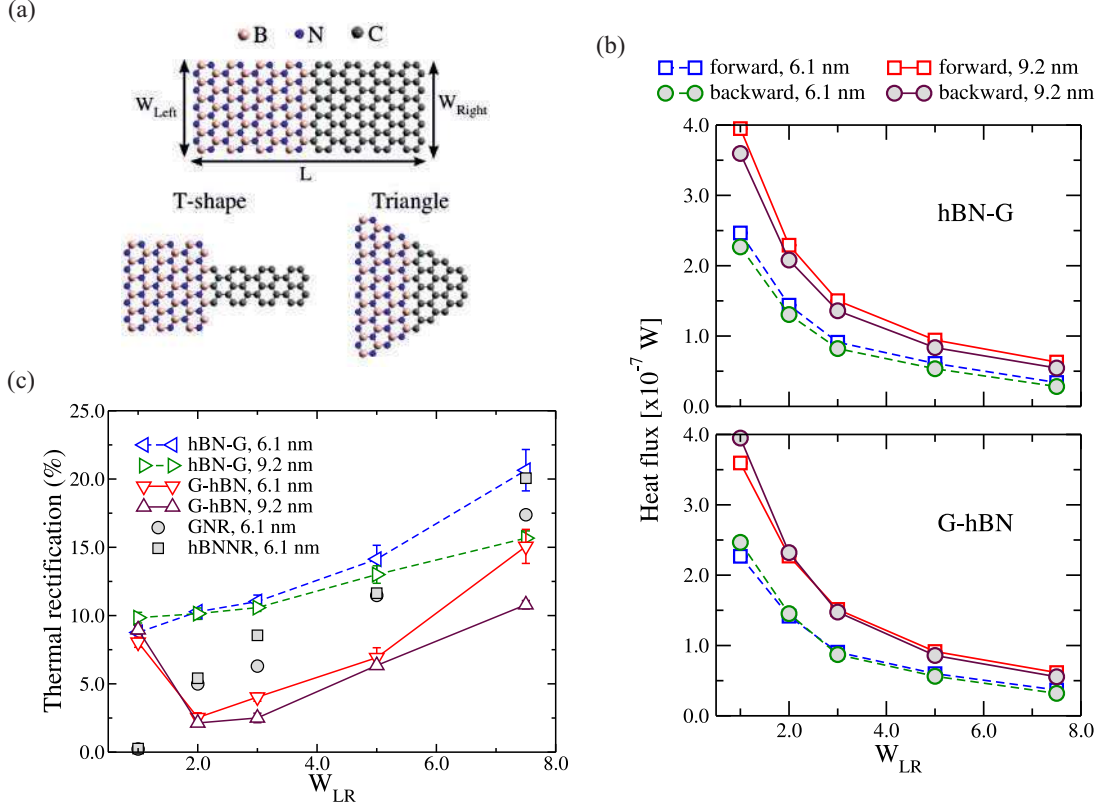 (a)
B N C
W_Left
W_Right
L
T-shape
Triangle
(b)
forward, 6.1 nm
forward, 9.2 nm
backward, 6.1 nm
backward, 9.2 nm
4.0
3.0
2.0
1.0
0.0
hBN-G
Heat flux [x10^-7 W]
4.0
3.0
2.0
1.0
0.0
G-hBN
0.0 2.0 4.0 6.0 8.0
W_LR
(c)
25.0
20.0
15.0
10.0
5.0
0.0
Thermal rectification (%)
hBN-G, 6.1 nm
hBN-G, 9.2 nm
G-hBN, 6.1 nm
G-hBN, 9.2 nm
GNR, 6.1 nm
hBNNR, 6.1 nm
2.0 4.0 6.0 8.0
W_LR